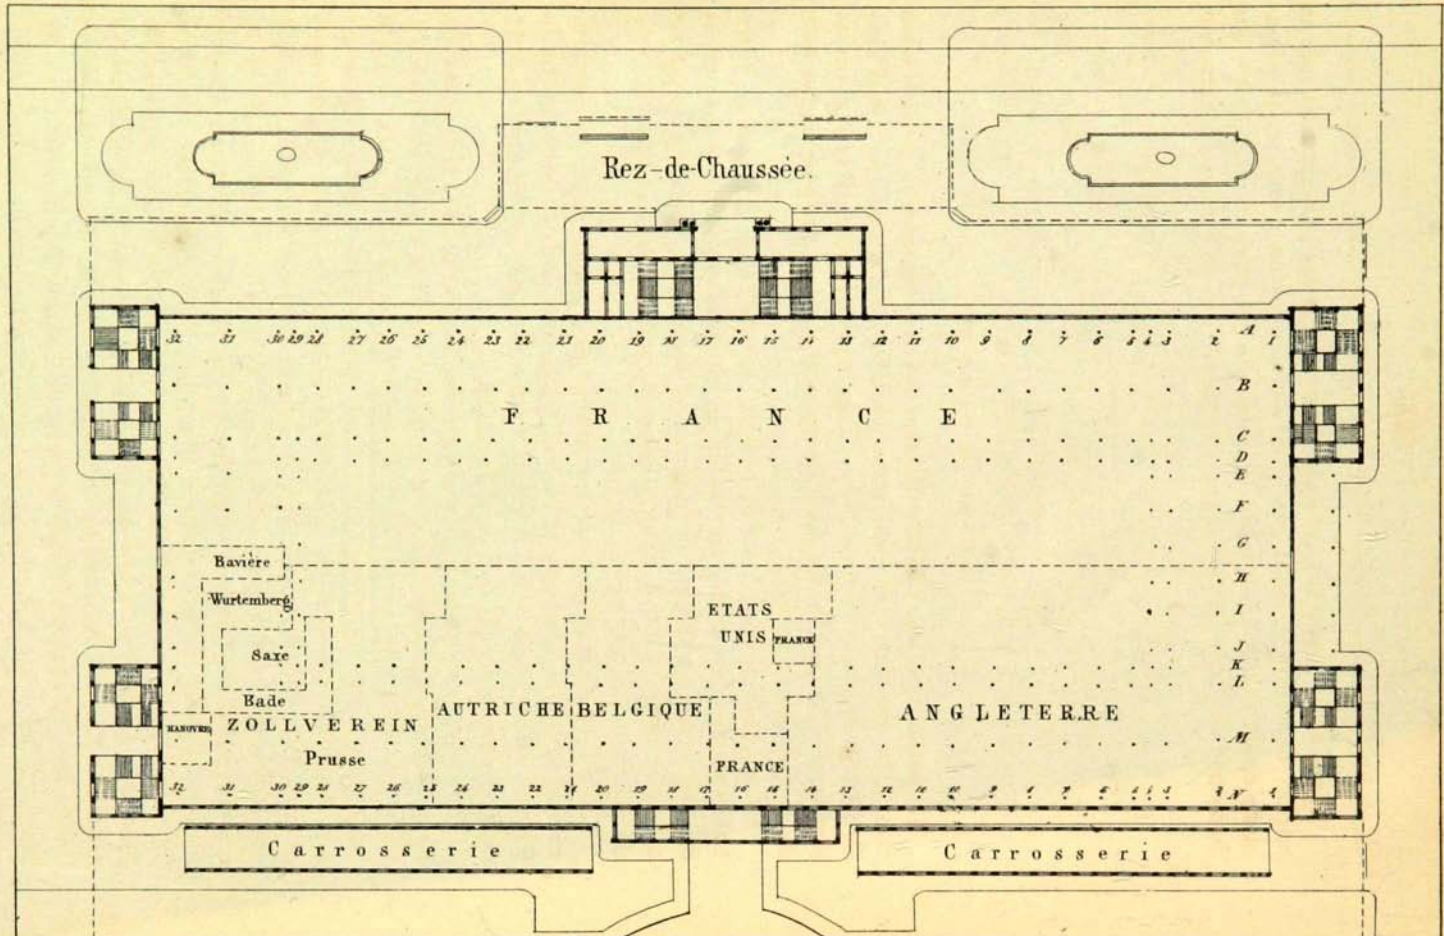 Rez-de-Chaussée.
32 31 30 29 28 27 26 25 24 23 22 21 20 19 18 17 16 15 14 13 12 11 10 9 8 7 6 5 4 3 2 A 1
B
FRANCE
C
D
E
F
G
Bavière
H
Wurtemberg
ETATS
I
UNIS FRANCE
J
Saxe
K
L
Bade
HANOVRE ZOLLVEREIN AUTRICHE BELGIQUE ANGLETERRE
M
Prusse
FRANCE
32 31 30 29 28 27 26 25 24 23 22 21 20 19 18 17 16 15 14 13 12 11 10 9 8 7 6 5 4 3 2 N 1
Carrosserie Carrosserie